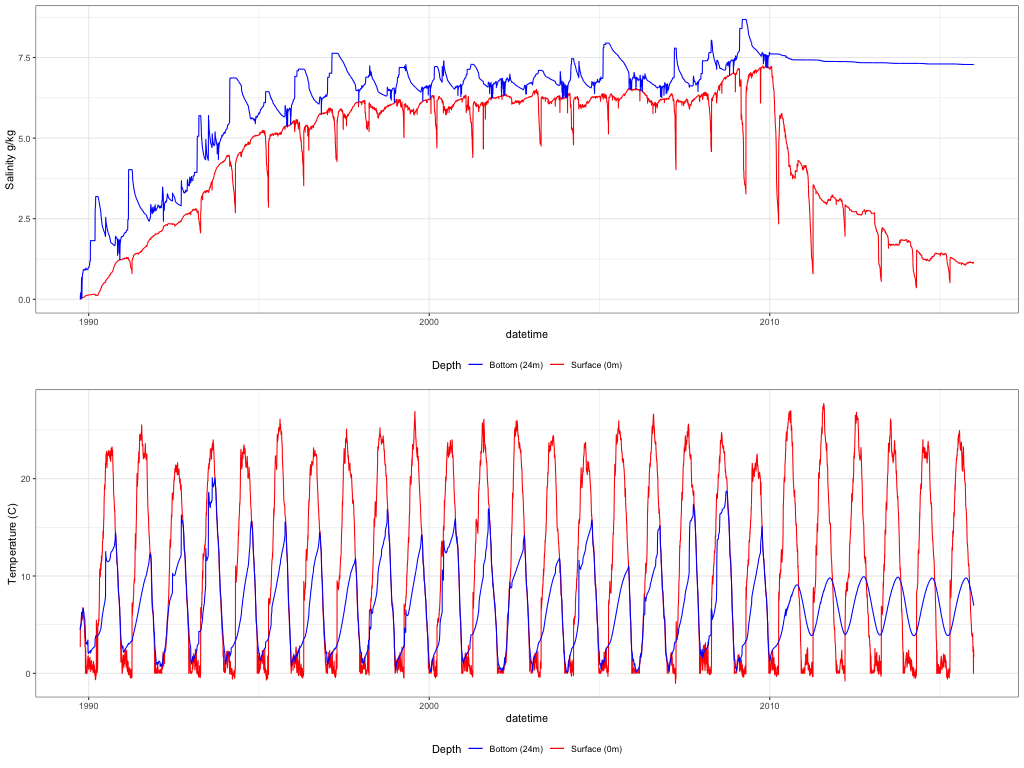 Salinity g/kg
7.5
5.0
2.5
0.0
1990 2000 2010
datetime
Depth Bottom (24m) Surface (0m)
Temperature (C)
20
10
0
1990 2000 2010
datetime
Depth Bottom (24m) Surface (0m)